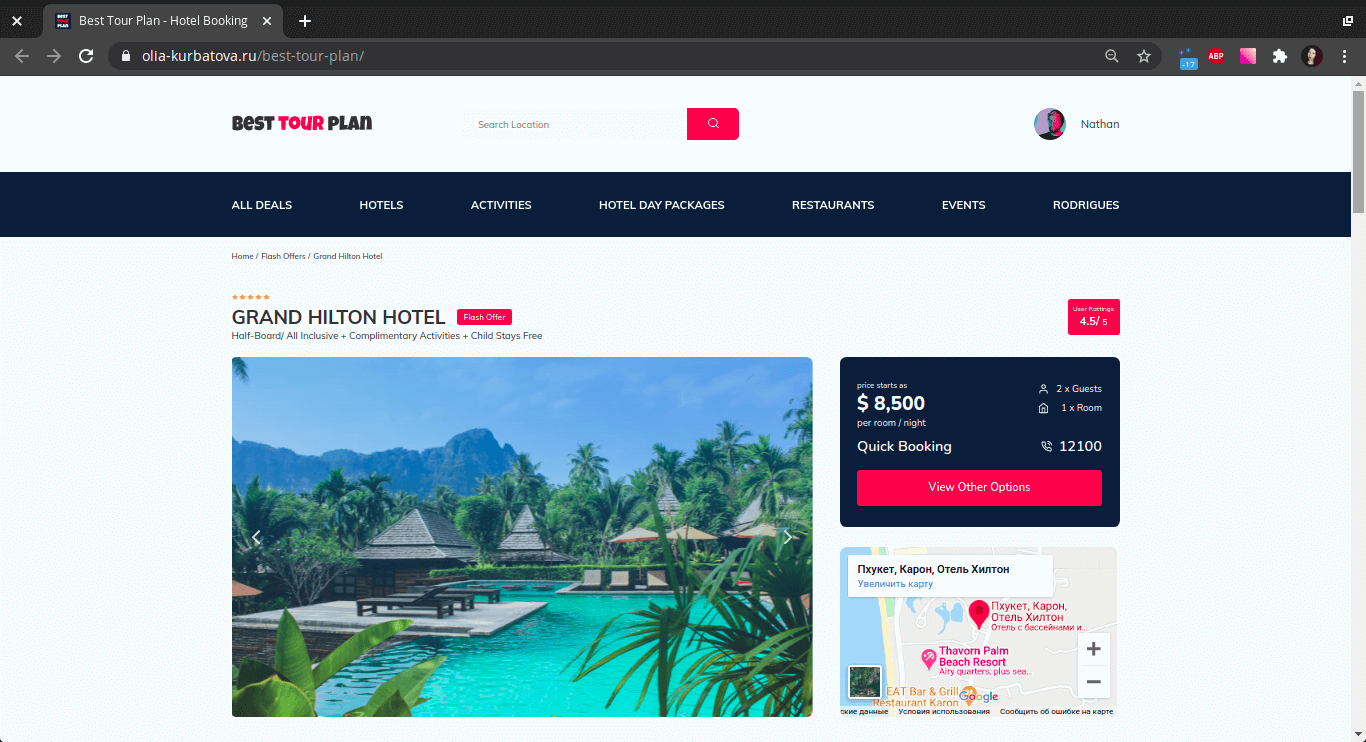 Best Tour Plan - Hotel Booking
olia-kurbatova.ru/best-tour-plan/
-17
ABP
BEST TOUR PLAN
Search Location
Nathan
ALL DEALS
HOTELS
ACTIVITIES
HOTEL DAY PACKAGES
RESTAURANTS
EVENTS
RODRIGUES
Home / Flash Offers / Grand Hilton Hotel
GRAND HILTON HOTEL
Flash Offer
Half-Board/ All Inclusive + Complimentary Activities + Child Stays Free
User Rattings
4.5/ 5
price starts as
$ 8,500
per room / night
2 x Guests
1 x Room
Quick Booking
12100
View Other Options
Пхукет, Карон, Отель Хилтон
Увеличить карту
Пхукет, Карон,
Отель Хилтон
Отель с бассейнами и...
Thavorn Palm
Beach Resort
Airy quarters, plus sea...
EAT Bar & Grill
Restaurant Karon
Google
ские данные
Условия использования
Сообщить об ошибке на карте